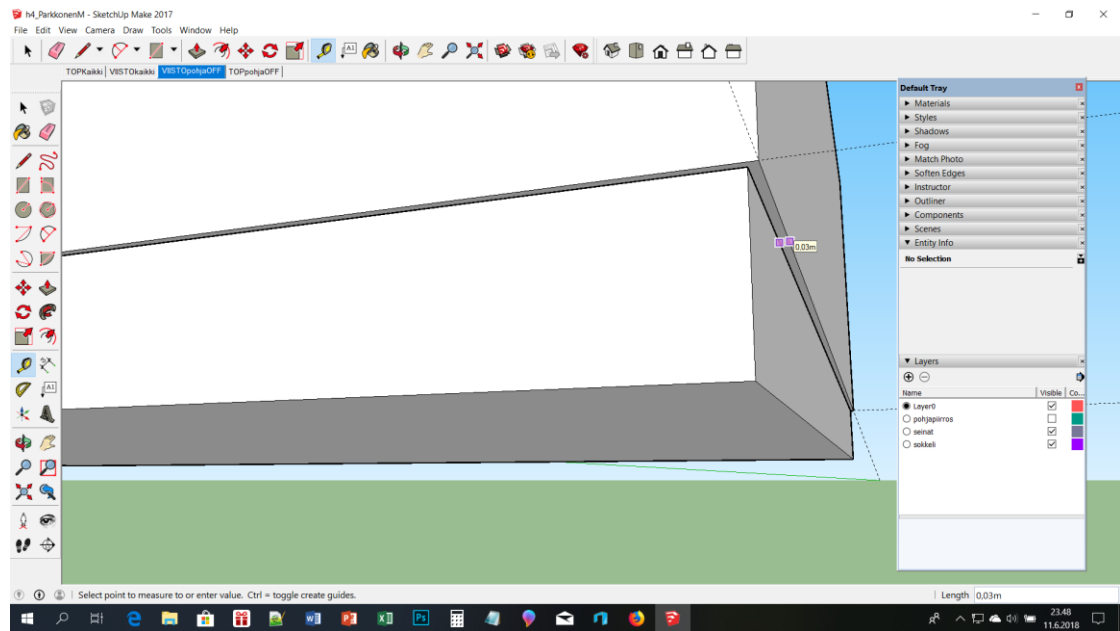 h4_ParkkonenM - SketchUp Make 2017
File Edit View Camera Draw Tools Window Help
A1
TOPKaikki VIISTOkaikki VIISTOpohjaOFF TOPpohjaOFF
Default Tray
Materials
Styles
Shadows
Fog
Match Photo
Soften Edges
Instructor
Outliner
Components
Scenes
Entity Info
No Selection
0,03m
Layers
Name Visible Co...
Layer0
pohjapiirros
seinat
sokkeli
A1
Select point to measure to or enter value. Ctrl = toggle create guides.
Length 0,03m
23.48
11.6.2018